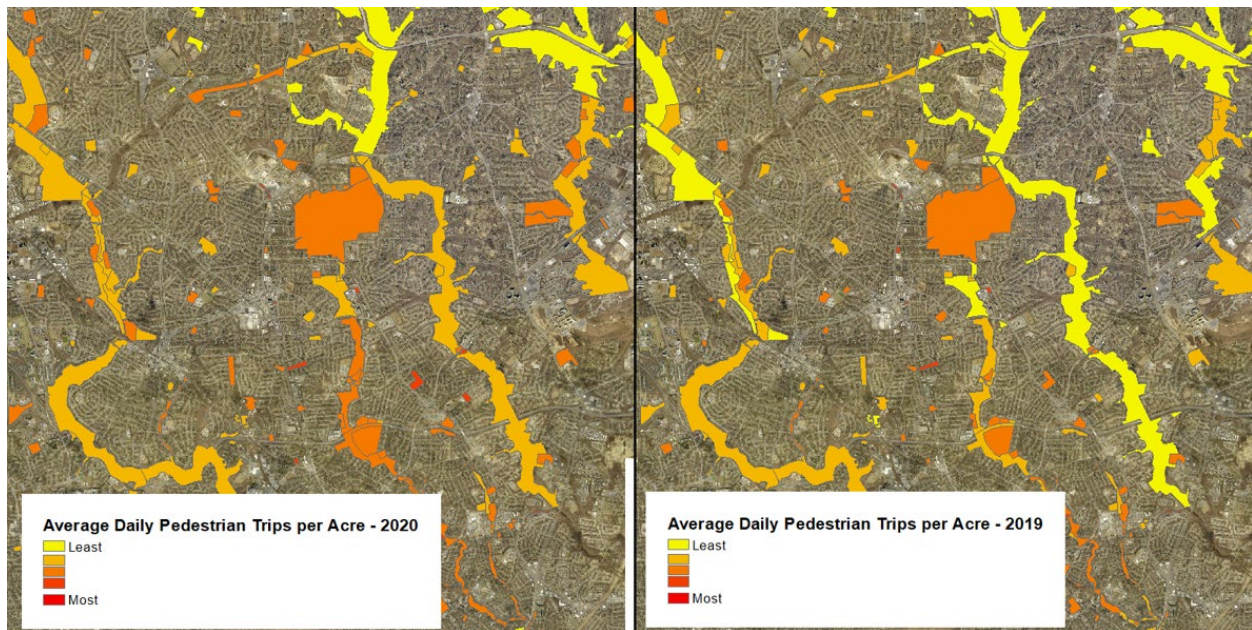 Average Daily Pedestrian Trips per Acre - 2020
Least
Most
Average Daily Pedestrian Trips per Acre - 2019
Least
Most